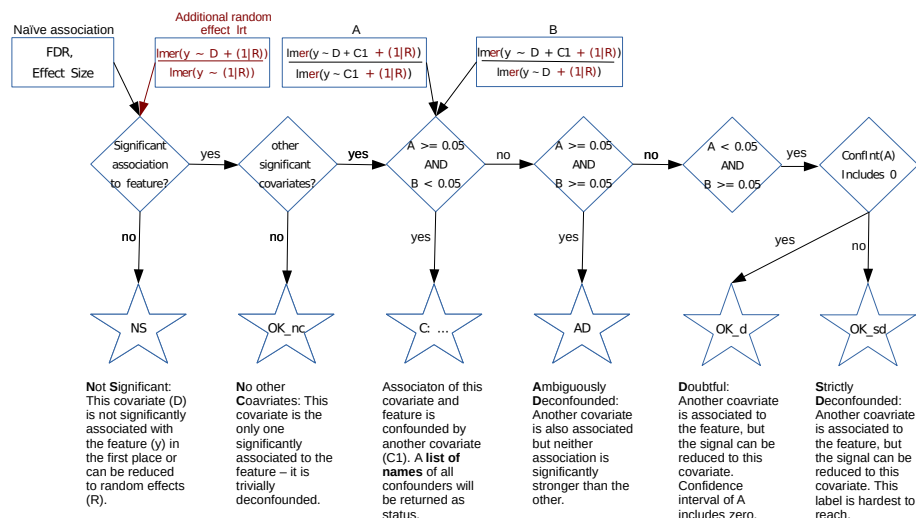 Naïve association
FDR,
Effect Size
Additional random
effect lrt
lmer(y ~ D + (1|R))
lmer(y ~ (1|R))
A
lmer(y ~ D + C1 + (1|R))
lmer(y ~ C1 + (1|R))
B
lmer(y ~ D + C1 + (1|R))
lmer(y ~ D + (1|R))
Significant
association
to feature?
yes
other
significant
covariates?
yes
A >= 0.05
AND
B < 0.05
no
A >= 0.05
AND
B >= 0.05
no
A < 0.05
AND
B >= 0.05
yes
ConfInt(A)
Includes 0
no
no
yes
yes
yes
no
NS
OK_nc
C: ...
AD
OK_d
OK_sd
Not Significant:
This covariate (D)
is not significantly
associated with
the feature (y) in
the first place or
can be reduced
to random effects
(R).
No other
Coavriates: This
covariate is the
only one
significantly
associated to the
feature – it is
trivially
deconfounded.
Associaton of this
covariate and
feature is
confounded by
another covariate
(C1). A list of
names of all
confounders will
be returned as
status.
Ambiguously
Deconfounded:
Another covariate
is also associated
but neither
association is
significantly
stronger than the
other.
Doubtful:
Another coavriate
is associated to
the feature, but
the signal can be
reduced to this
covariate.
Confidence
interval of A
includes zero.
Strictly
Deconfounded:
Another coavriate
is associated to
the feature, but
the signal can be
reduced to this
covariate. This
label is hardest to
reach.